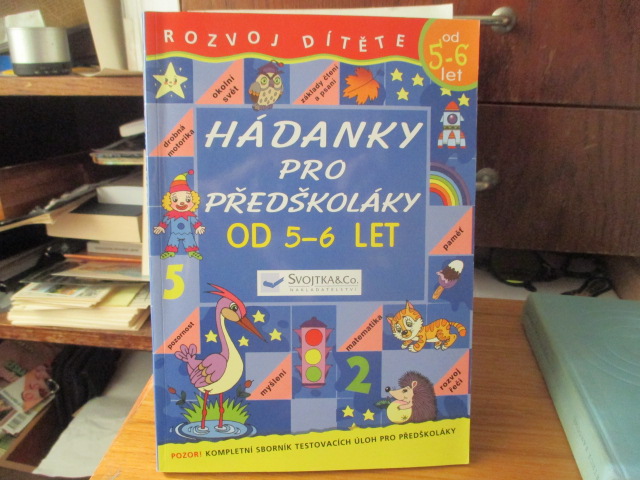 ROZVOJ DÍTĚTE
od
5-6
let
okolní
svět
základy čtení
a psaní
drobná
motorika
HÁDANKY
PRO
PŘEDŠKOLÁKY
OD 5–6 LET
paměť
SVOJTKA&Co.
NAKLADATELSTVÍ
5
pozornost
matematika
myšlení
2
rozvoj
řeči
POZOR! KOMPLETNÍ SBORNÍK TESTOVACÍCH ÚLOH PRO PŘEDŠKOLÁKY